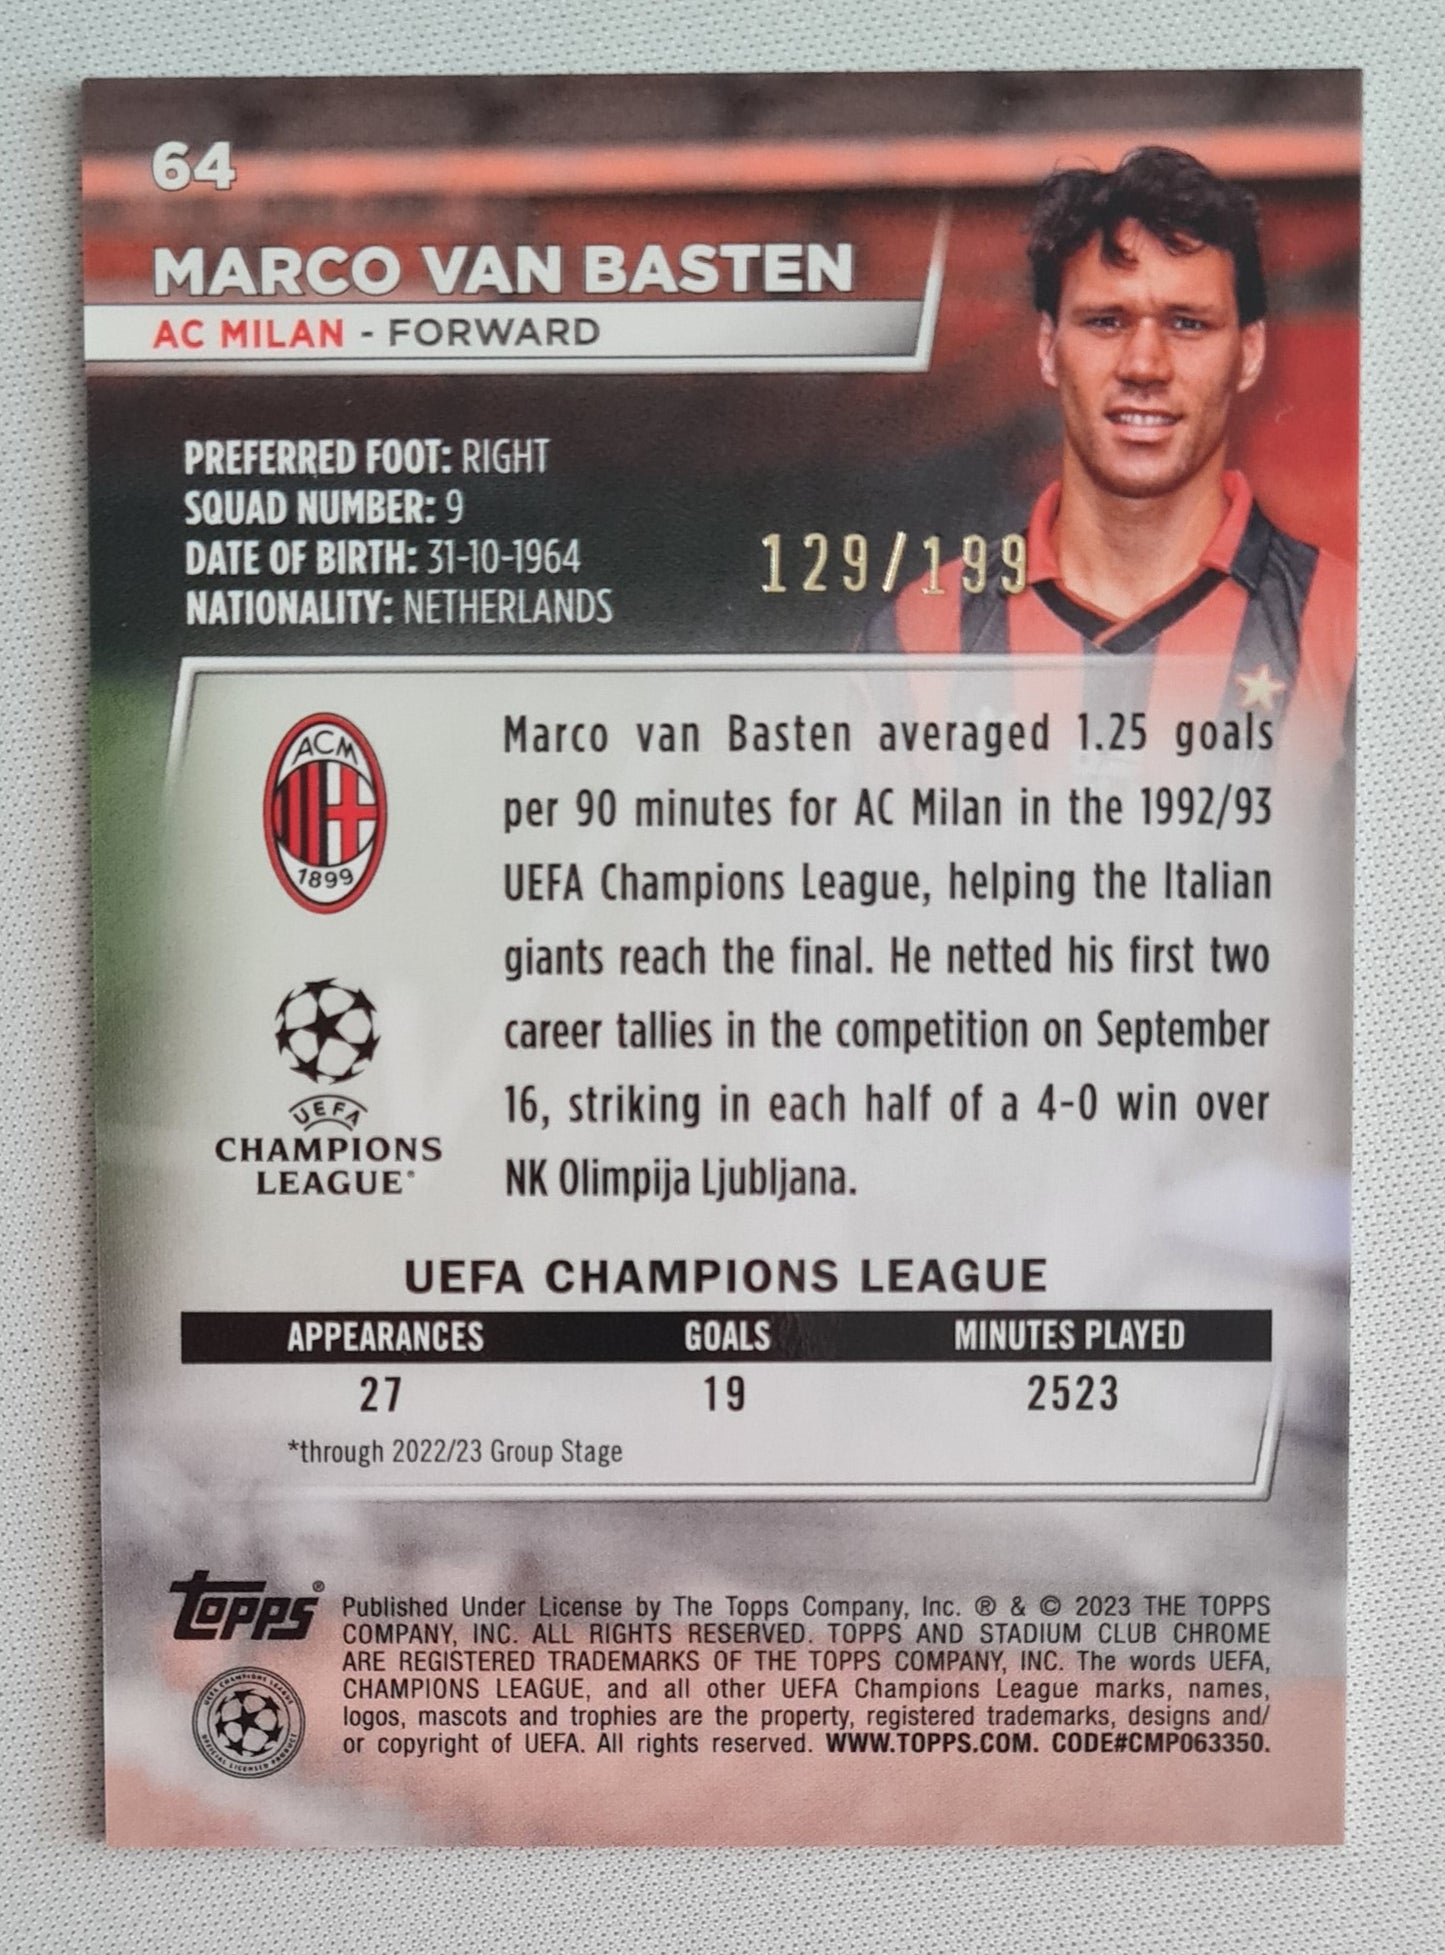 64
MARCO VAN BASTEN
AC MILAN - FORWARD
PREFERRED FOOT: RIGHT
SQUAD NUMBER: 9
DATE OF BIRTH: 31-10-1964
NATIONALITY: NETHERLANDS
129/199
ACM
1899
UEFA
CHAMPIONS
LEAGUE®
Marco van Basten averaged 1.25 goals
per 90 minutes for AC Milan in the 1992/93
UEFA Champions League, helping the Italian
giants reach the final. He netted his first two
career tallies in the competition on September
16, striking in each half of a 4-0 win over
NK Olimpija Ljubljana.
UEFA CHAMPIONS LEAGUE
APPEARANCES GOALS MINUTES PLAYED
27 19 2523
*through 2022/23 Group Stage
topps®
UEFA CHAMPIONS LEAGUE
OFFICIAL LICENSED PRODUCT
Published Under License by The Topps Company, Inc. ® & © 2023 THE TOPPS
COMPANY, INC. ALL RIGHTS RESERVED. TOPPS AND STADIUM CLUB CHROME
ARE REGISTERED TRADEMARKS OF THE TOPPS COMPANY, INC. The words UEFA,
CHAMPIONS LEAGUE, and all other UEFA Champions League marks, names,
logos, mascots and trophies are the property, registered trademarks, designs and/
or copyright of UEFA. All rights reserved. WWW.TOPPS.COM. CODE#CMP063350.